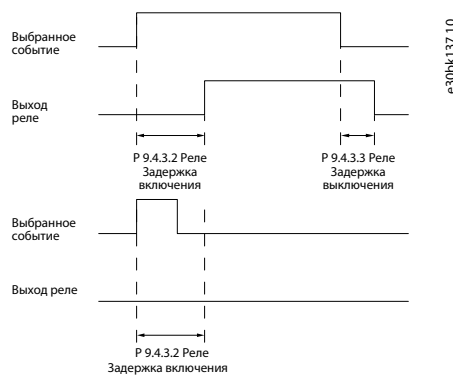 Выбранное
событие
Выход
реле
P 9.4.3.2 Реле
Задержка
включения
P 9.4.3.3 Реле
Задержка
выключения
Выбранное
событие
Выход реле
P 9.4.3.2 Реле
Задержка включения
e30bk137.10